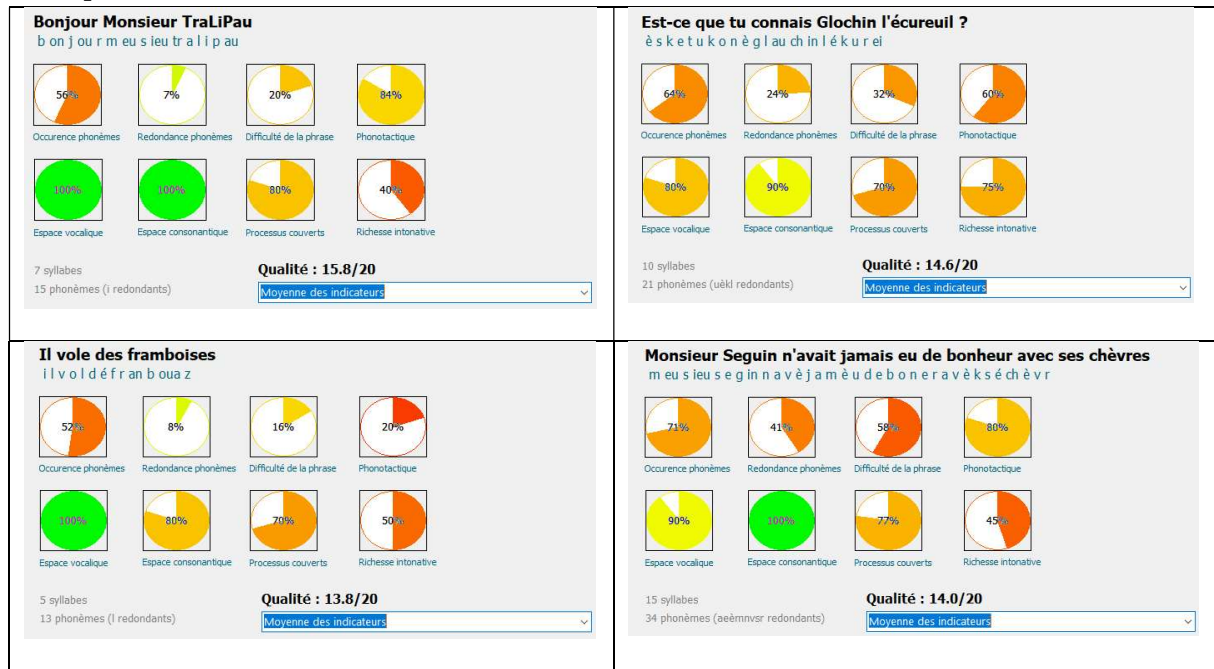 Bonjour Monsieur TraLiPau
b on j ou r m eu s i eu t r a l i p au
56% 7% 20% 84%
Occurence phonèmes Redondance phonèmes Difficulté de la phrase Phonotactique
100% 100% 80% 40%
Espace vocalique Espace consonantique Processus couverts Richesse intonative
7 syllabes
Qualité : 15.8/20
15 phonèmes (i redondants)
Moyenne des indicateurs
Est-ce que tu connais Glochin l'écureuil ?
è s k e t u k o n è g l au ch in l é k u r ei
64% 24% 32% 60%
Occurence phonèmes Redondance phonèmes Difficulté de la phrase Phonotactique
80% 90% 70% 75%
Espace vocalique Espace consonantique Processus couverts Richesse intonative
10 syllabes
Qualité : 14.6/20
21 phonèmes (uèkl redondants)
Moyenne des indicateurs
Il vole des framboises
i l v o l d é f r an b oua z
52% 8% 16% 20%
Occurence phonèmes Redondance phonèmes Difficulté de la phrase Phonotactique
100% 80% 70% 50%
Espace vocalique Espace consonantique Processus couverts Richesse intonative
5 syllabes
Qualité : 13.8/20
13 phonèmes (l redondants)
Moyenne des indicateurs
Monsieur Seguin n'avait jamais eu de bonheur avec ses chèvres
m eu s i eu s e g in n a v è j a m è u d e b o n e r a v è k s é ch è v r
71% 41% 58% 80%
Occurence phonèmes Redondance phonèmes Difficulté de la phrase Phonotactique
90% 100% 77% 45%
Espace vocalique Espace consonantique Processus couverts Richesse intonative
15 syllabes
Qualité : 14.0/20
34 phonèmes (aeèmnvsr redondants)
Moyenne des indicateurs